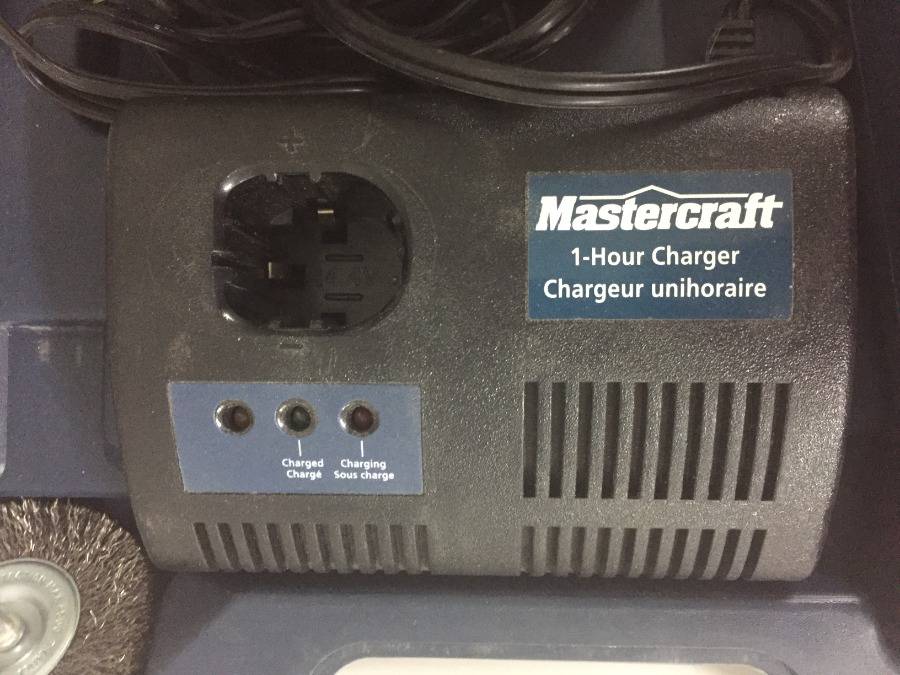 +
Mastercraft
1-Hour Charger
Chargeur unihoraire
-
Charged
Chargé
Charging
Sous charge